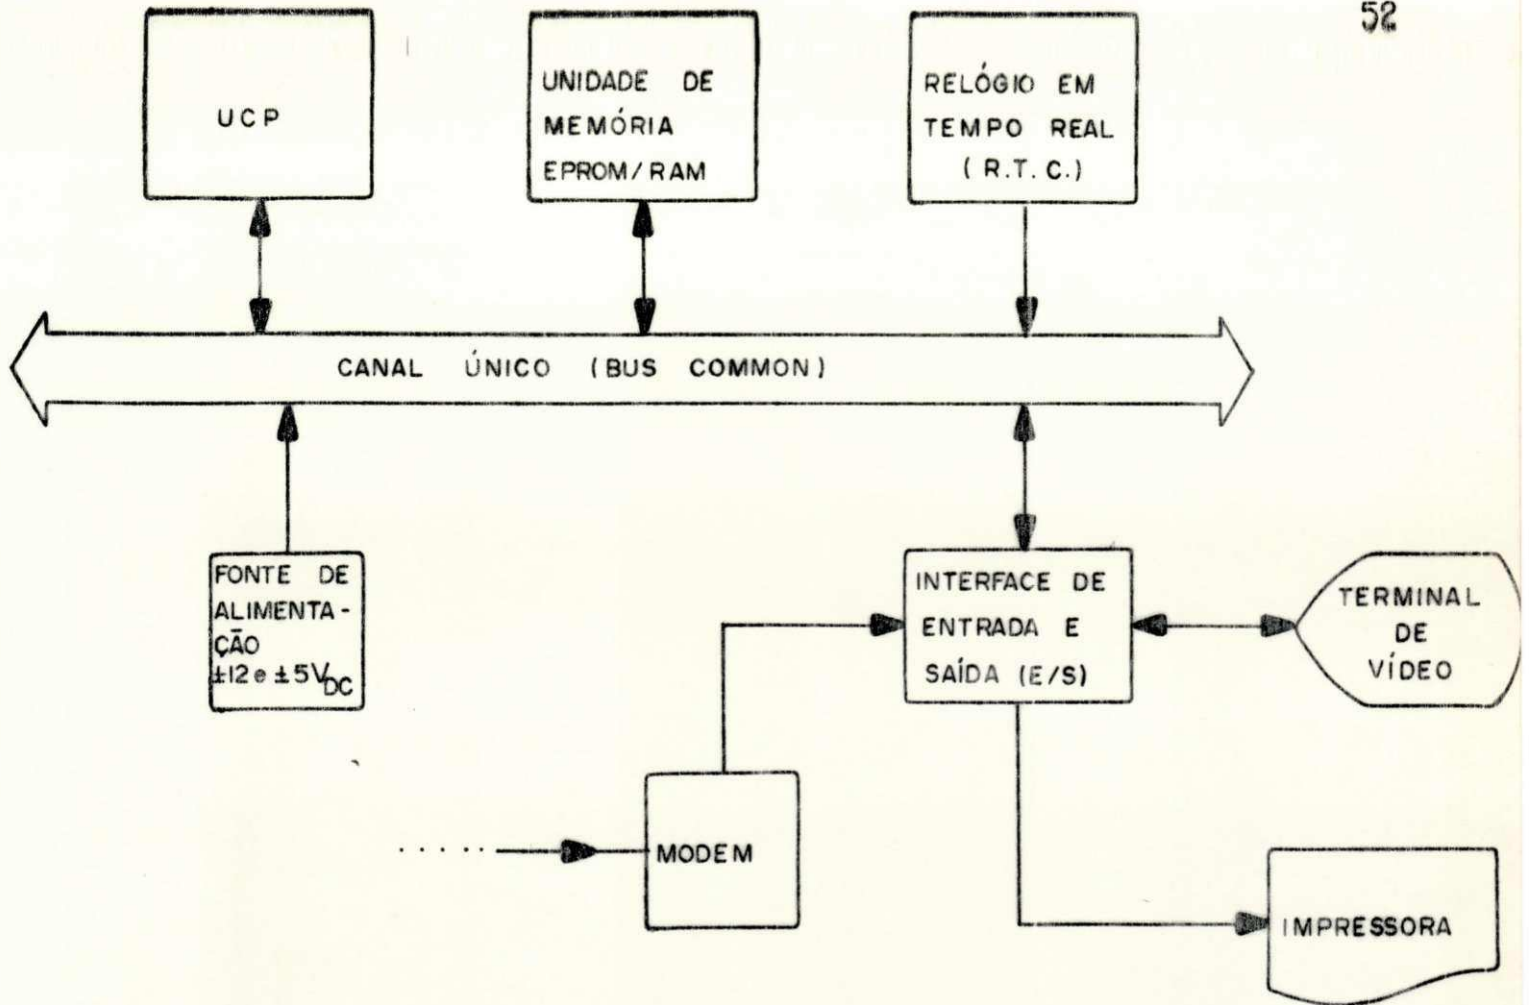 52
UCP
UNIDADE DE
MEMÓRIA
EPROM/RAM
RELÓGIO EM
TEMPO REAL
(R.T.C.)
CANAL ÚNICO (BUS COMMON)
FONTE DE
ALIMENTA-
ÇÃO
±12 e ±5VDC
INTERFACE DE
ENTRADA E
SAÍDA (E/S)
TERMINAL
DE
VÍDEO
..... MODEM
IMPRESSORA